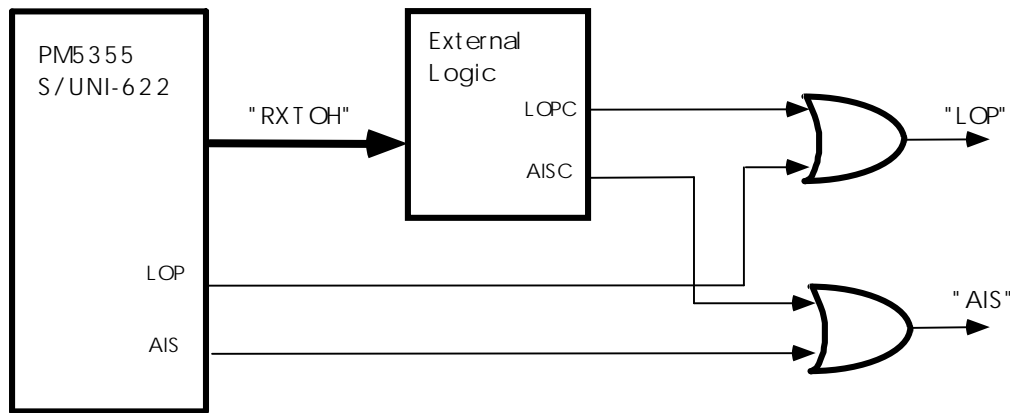 PM5355
S/UNI-622
External
Logic
"RXTOH"
LOPC
"LOP"
AISC
LOP
"AIS"
AIS